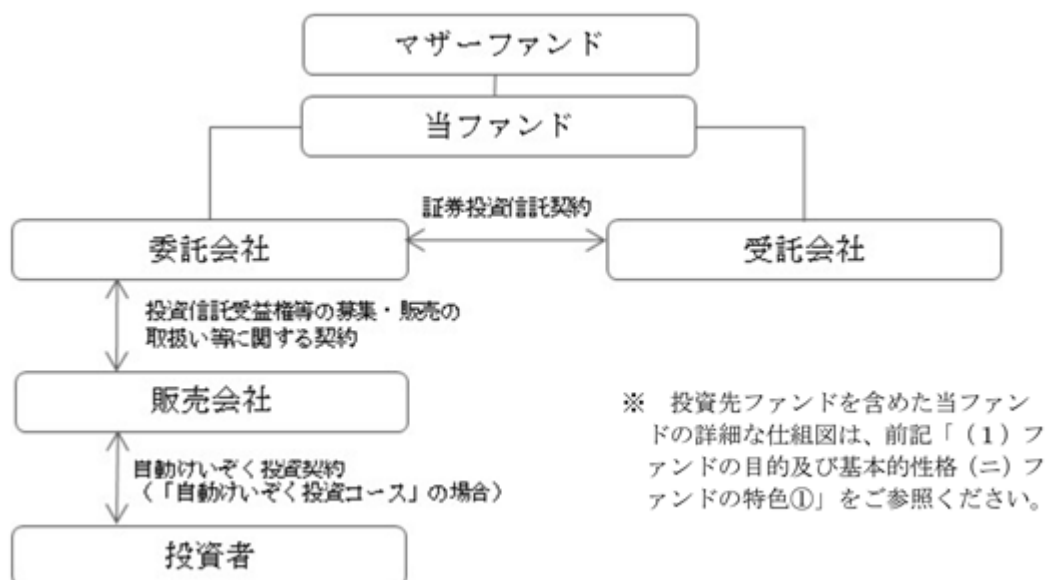 マザーファンド
当ファンド
証券投資信託契約
委託会社
受託会社
投資信託受益権等の募集・販売の
取扱い等に関する契約
販売会社
自動けいぞく投資契約
（「自動けいぞく投資コース」の場合）
投資者
※　投資先ファンドを含めた当ファン
ドの詳細な仕組図は、前記「（１）フ
ァンドの目的及び基本的性格（ニ）フ
ァンドの特色①」をご参照ください。